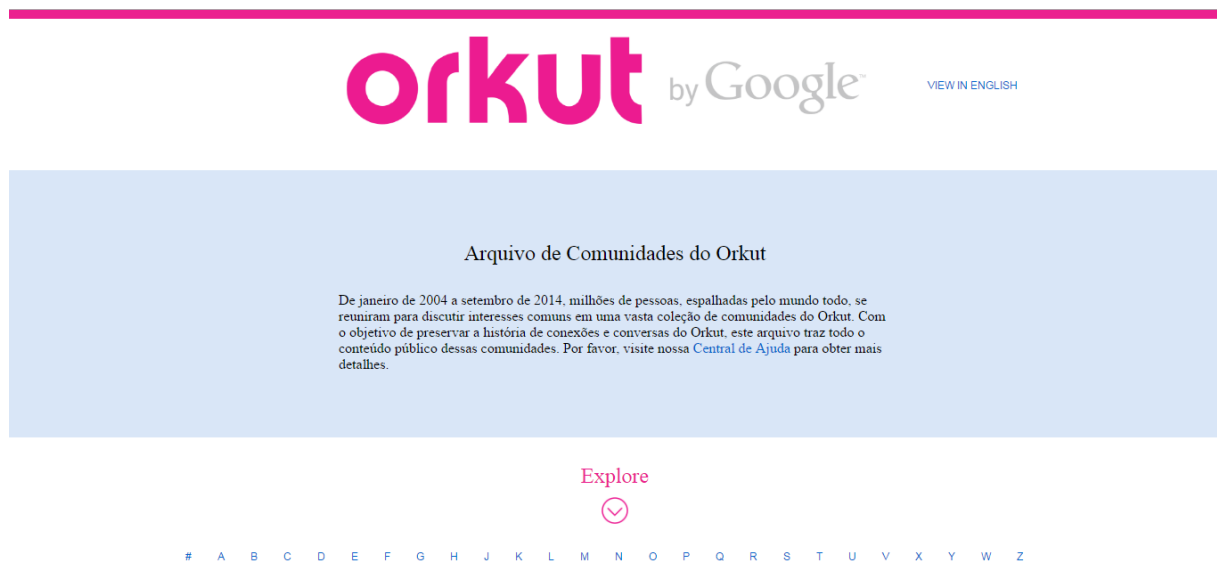 orkut by Google™
VIEW IN ENGLISH
Arquivo de Comunidades do Orkut
De janeiro de 2004 a setembro de 2014, milhões de pessoas, espalhadas pelo mundo todo, se
reuniram para discutir interesses comuns em uma vasta coleção de comunidades do Orkut. Com
o objetivo de preservar a história de conexões e conversas do Orkut, este arquivo traz todo o
conteúdo público dessas comunidades. Por favor, visite nossa Central de Ajuda para obter mais
detalhes.
Explore
# A B C D E F G H J K L M N O P Q R S T U V X Y W Z